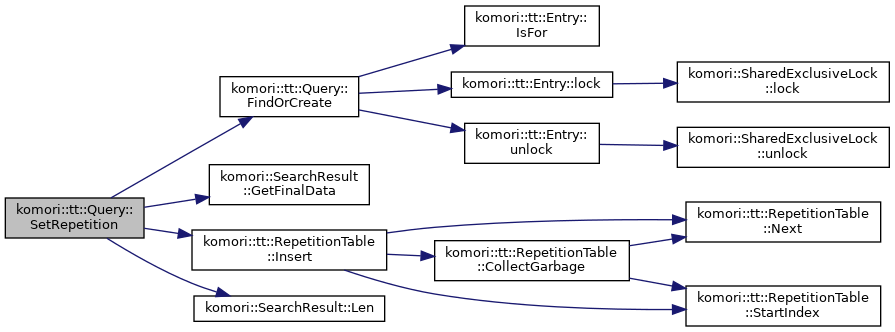 komori::tt::Entry::
IsFor
komori::tt::Query::
FindOrCreate
komori::tt::Entry::lock
komori::SharedExclusiveLock
::lock
komori::tt::Entry::
unlock
komori::SharedExclusiveLock
::unlock
komori::SearchResult
::GetFinalData
komori::tt::Query::
SetRepetition
komori::tt::RepetitionTable
::Insert
komori::tt::RepetitionTable
::CollectGarbage
komori::tt::RepetitionTable
::Next
komori::tt::RepetitionTable
::StartIndex
komori::SearchResult::Len